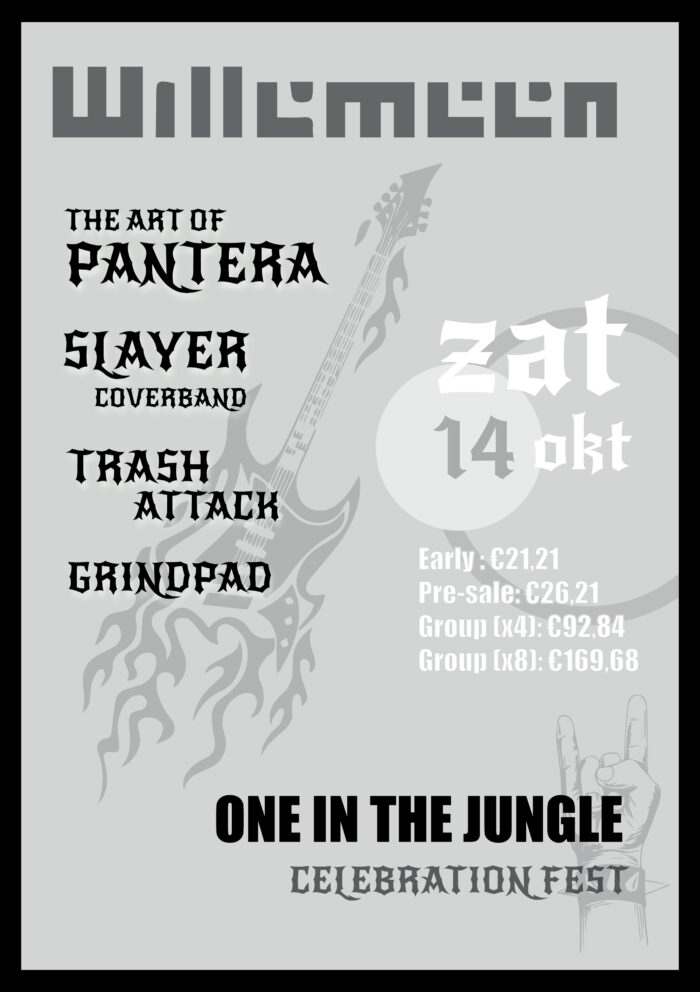 Willemeen
THE ART OF
PANTERA
SLAYER
COVERBAND
TRASH
ATTACK
GRINDPAD
zat
14 okt
Early : €21,21
Pre-sale: €26,21
Group (x4): €92,84
Group (x8): €169,68
ONE IN THE JUNGLE
CELEBRATION FEST